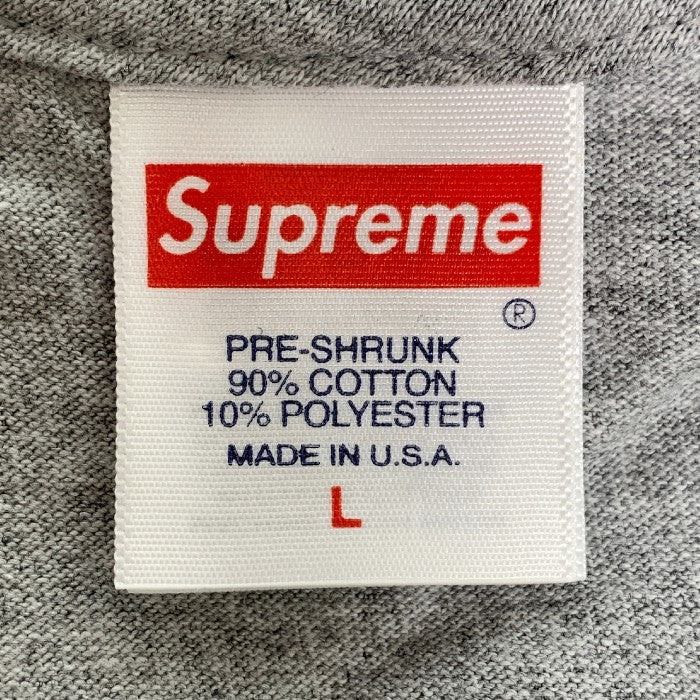 Supreme
®
PRE-SHRUNK
90% COTTON
10% POLYESTER
MADE IN U.S.A.
L